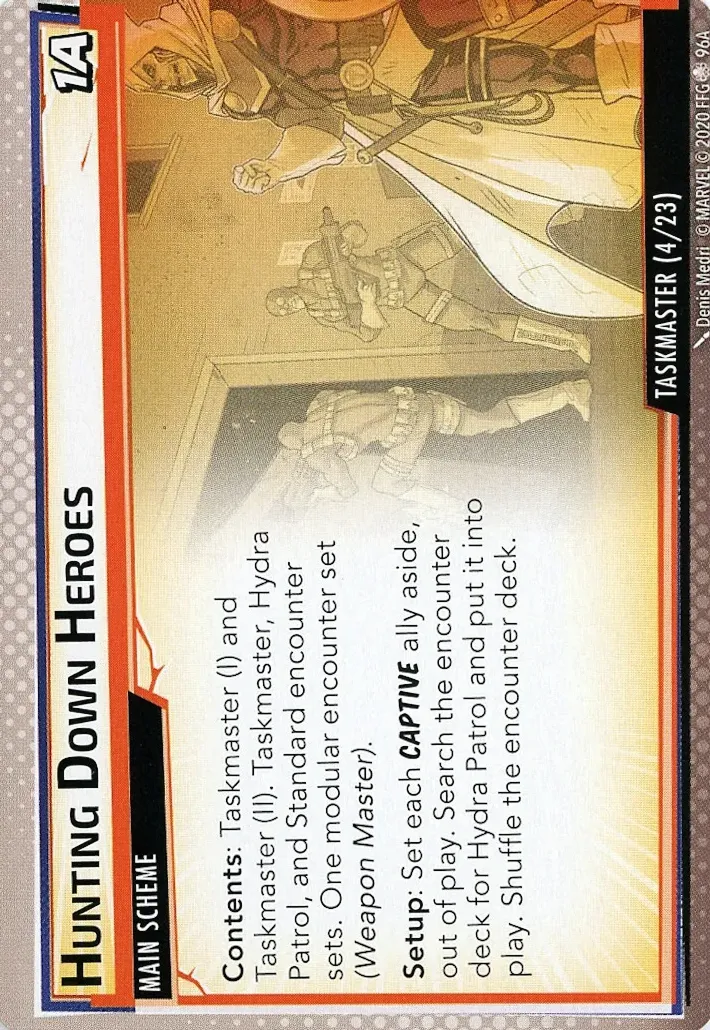 HUNTING DOWN HEROES
1A
MAIN SCHEME
Contents: Taskmaster (I) and
Taskmaster (II). Taskmaster, Hydra
Patrol, and Standard encounter
sets. One modular encounter set
(Weapon Master).
Setup: Set each CAPTIVE ally aside,
out of play. Search the encounter
deck for Hydra Patrol and put it into
play. Shuffle the encounter deck.
TASKMASTER (4/23)
Denis Medri © MARVEL © 2020 FFG 96A